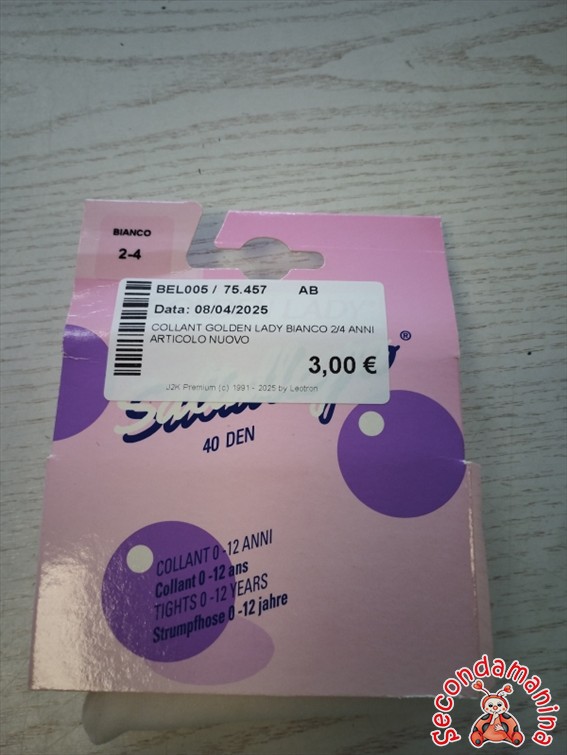 BIANCO
2-4
BEL005 / 75.457 AB
Data: 08/04/2025
LADY
COLLANT GOLDEN LADY BIANCO 2/4 ANNI
ARTICOLO NUOVO
3,00 €
J2K Premium (c) 1991 - 2025 by Leotron
®
40 DEN
COLLANT 0 -12 ANNI
Collant 0 -12 ans
TIGHTS 0 -12 YEARS
Strumpfhose 0 -12 jahre
Secondamanina